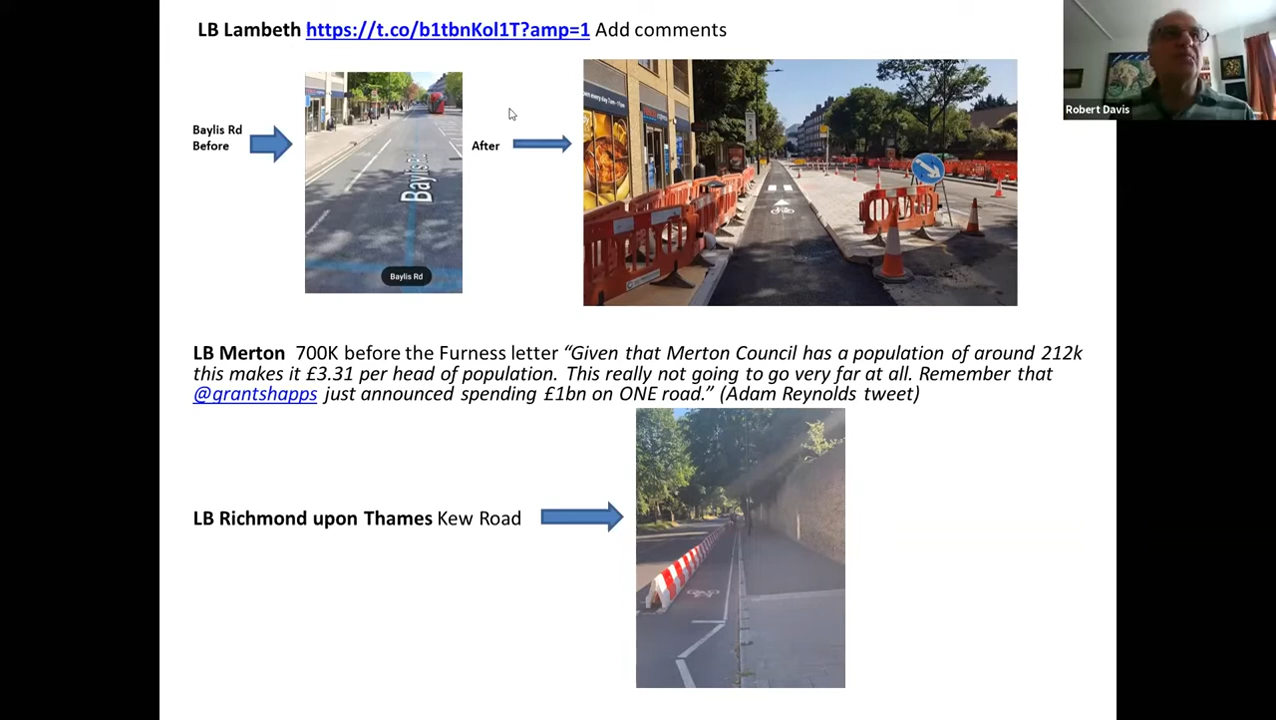 LB Lambeth https://t.co/b1tbnKol1T?amp=1 Add comments
Robert Davis
Baylis Rd
Before
After
Baylis Rd
LB Merton 700K before the Furness letter “Given that Merton Council has a population of around 212k
this makes it £3.31 per head of population. This really not going to go very far at all. Remember that
@grantshapps just announced spending £1bn on ONE road.” (Adam Reynolds tweet)
LB Richmond upon Thames Kew Road